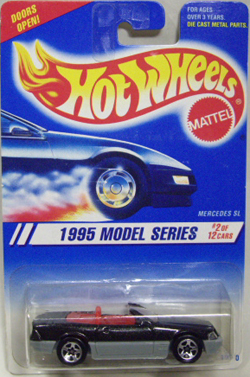 DOORS
OPEN!
FOR AGES
OVER 3 YEARS.
DIE CAST METAL PARTS.
Hot Wheels
MATTEL
MERCEDES SL
1995 MODEL SERIES
#2 OF
12 CARS